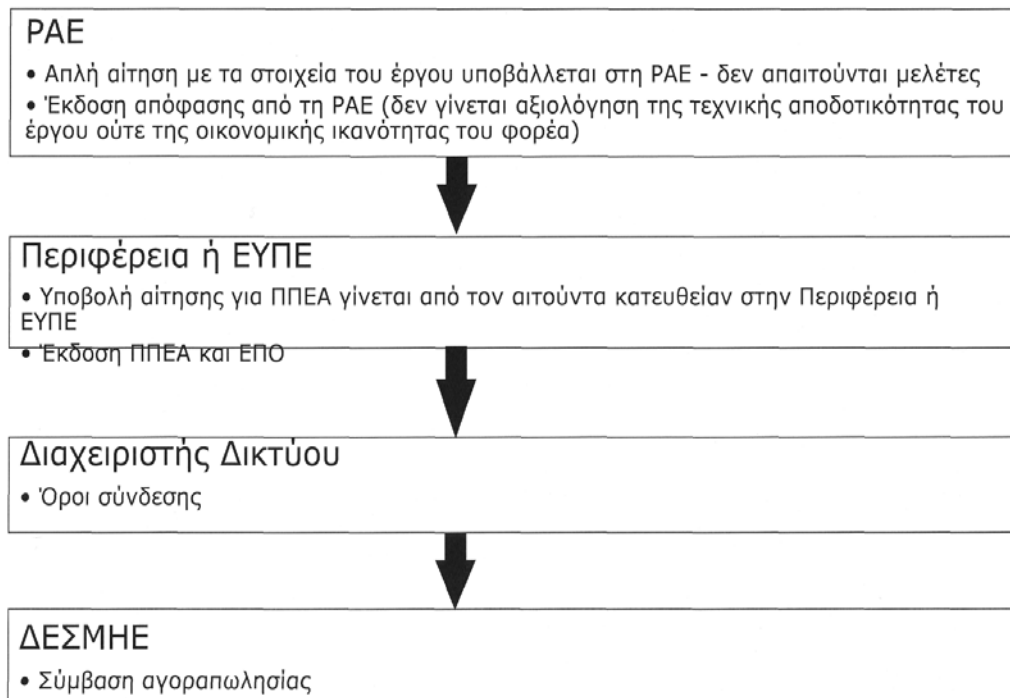 ΡΑΕ
• Απλή αίτηση με τα στοιχεία του έργου υποβάλλεται στη ΡΑΕ - δεν απαιτούνται μελέτες
• Έκδοση απόφασης από τη ΡΑΕ (δεν γίνεται αξιολόγηση της τεχνικής αποδοτικότητας του
έργου ούτε της οικονομικής ικανότητας του φορέα)
Περιφέρεια ή ΕΥΠΕ
• Υποβολή αίτησης για ΠΠΕΑ γίνεται από τον αιτούντα κατευθείαν στην Περιφέρεια ή
ΕΥΠΕ
• Έκδοση ΠΠΕΑ και ΕΠΟ
Διαχειριστής Δικτύου
• Όροι σύνδεσης
ΔΕΣΜΗΕ
• Σύμβαση αγοραπωλησίας